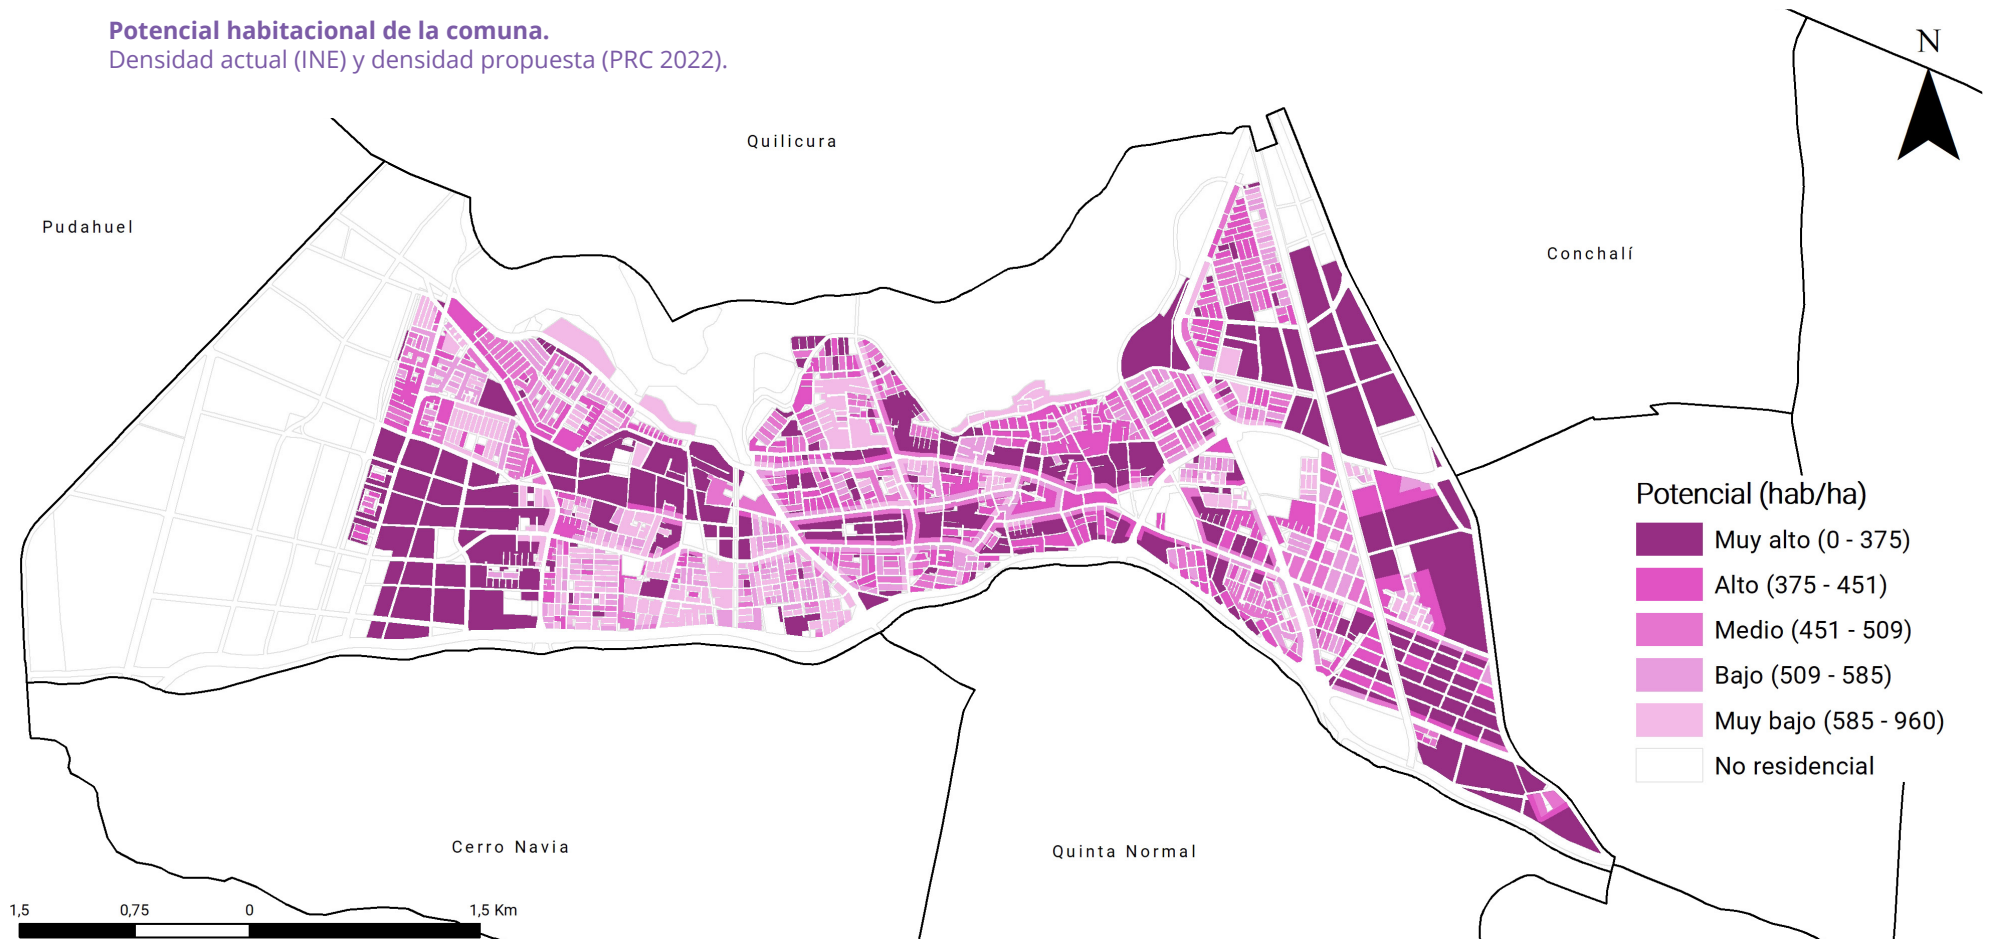 Potencial habitacional de la comuna.
Densidad actual (INE) y densidad propuesta (PRC 2022).
N
Quilicura
Pudahuel
Conchalí
Potencial (hab/ha)
Muy alto (0 - 375)
Alto (375 - 451)
Medio (451 - 509)
Bajo (509 - 585)
Muy bajo (585 - 960)
No residencial
Cerro Navia
Quinta Normal
1,5 0,75 0 1,5 Km